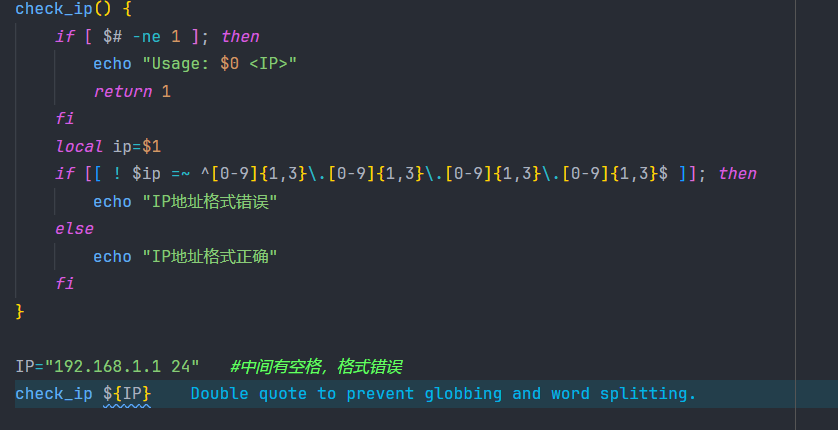 check_ip() {
if [ $# -ne 1 ]; then
echo "Usage: $0 <IP>"
return 1
fi
local ip=$1
if [[ ! $ip =~ ^[0-9]{1,3}\.[0-9]{1,3}\.[0-9]{1,3}\.[0-9]{1,3}$ ]]; then
echo "IP地址格式错误"
else
echo "IP地址格式正确"
fi
}
IP="192.168.1.1 24" #中间有空格，格式错误
check_ip ${IP} Double quote to prevent globbing and word splitting.